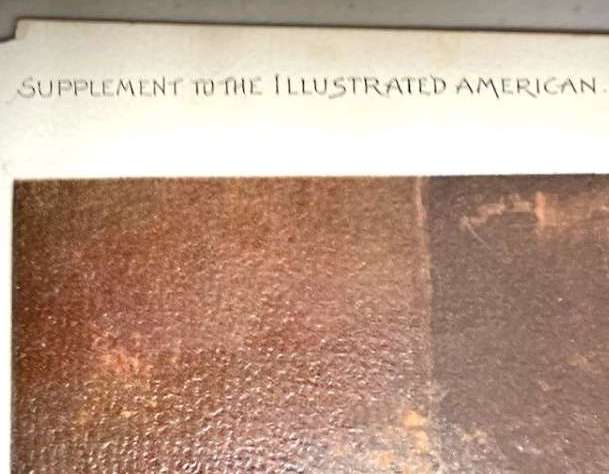 SUPPLEMENT TO THE ILLUSTRATED AMERICAN.